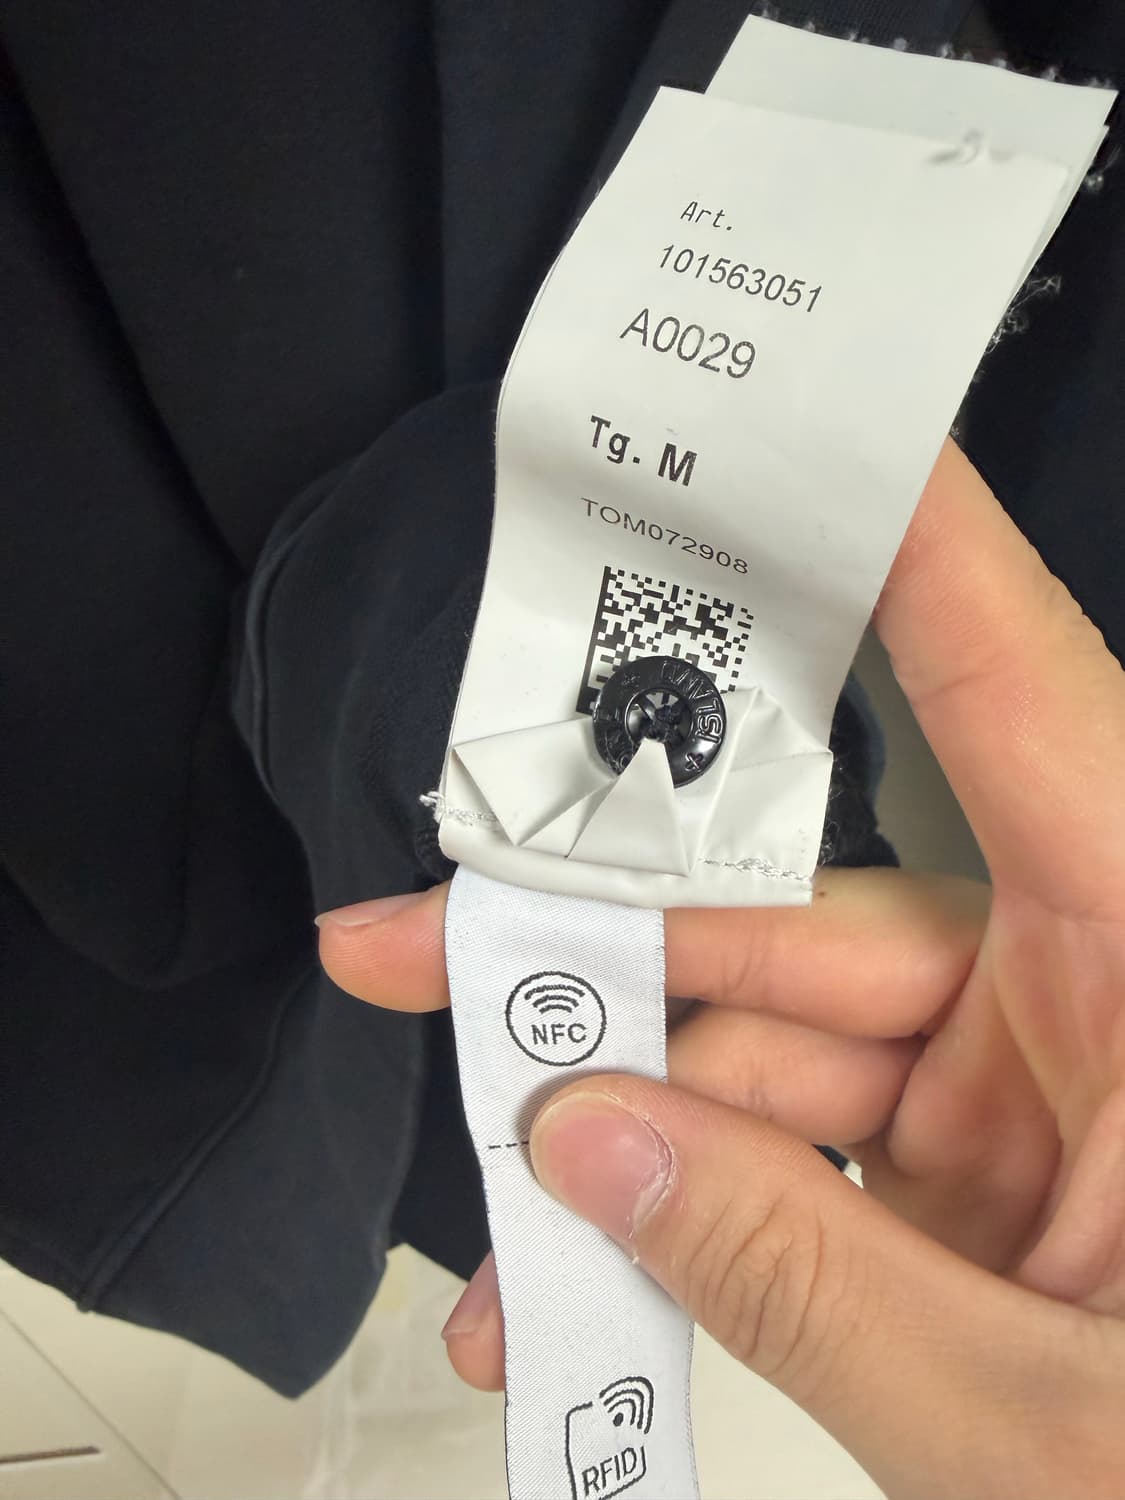 Art.
101563051
A0029
Tg. M
TOM072908
NFC
RFID